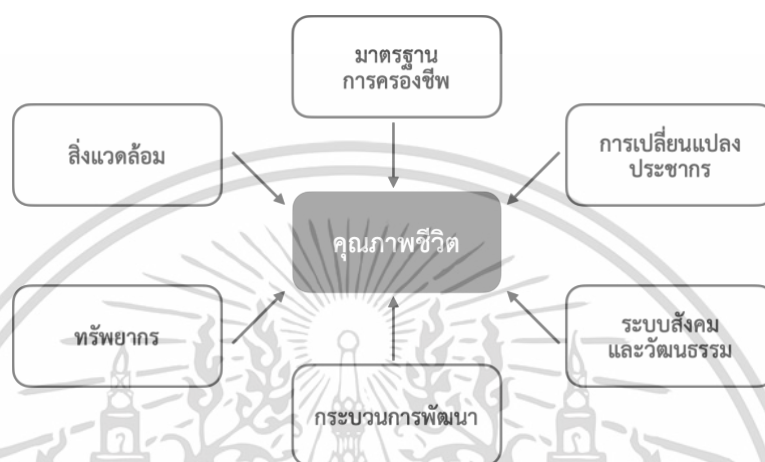 มาตรฐาน
การครองชีพ
สิ่งแวดล้อม
การเปลี่ยนแปลง
ประชากร
คุณภาพชีวิต
ทรัพยากร
ระบบสังคม
และวัฒนธรรม
กระบวนการพัฒนา